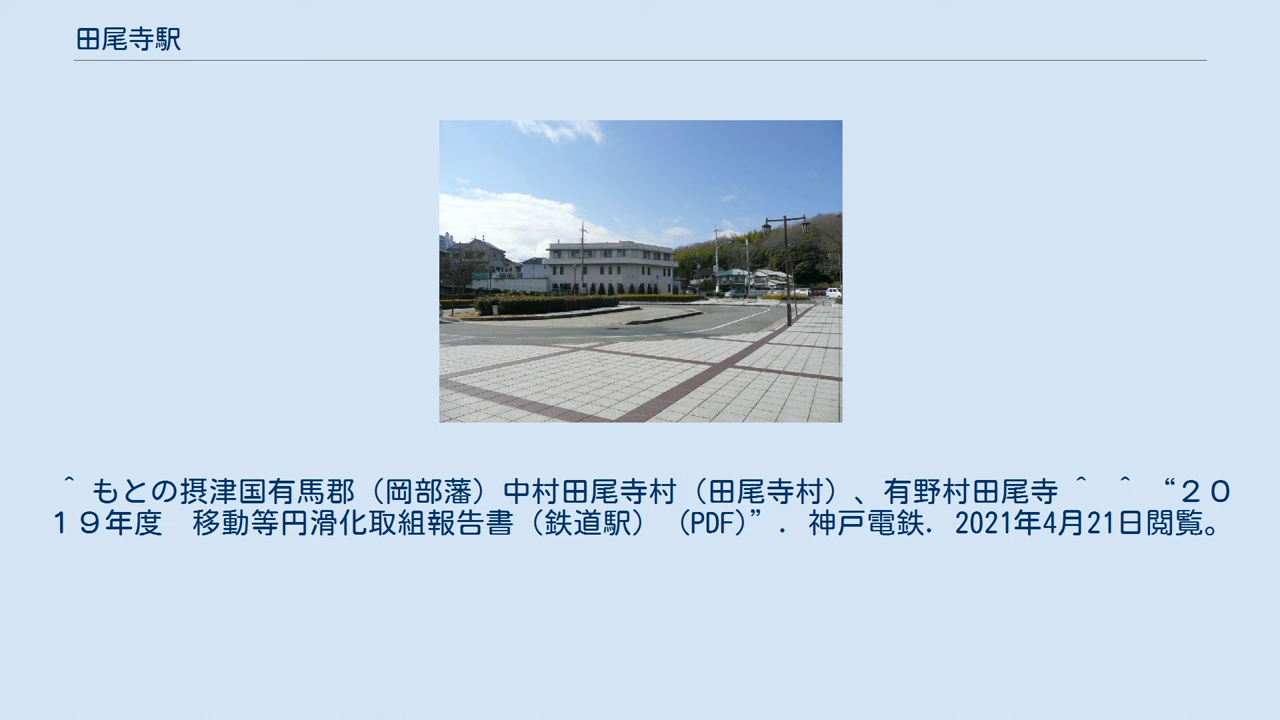 田尾寺駅
^ もとの摂津国有馬郡（岡部藩）中村田尾寺村（田尾寺村）、有野村田尾寺 ^ ^ “２０
１９年度　移動等円滑化取組報告書（鉄道駅）（PDF）”. 神戸電鉄. 2021年4月21日閲覧。